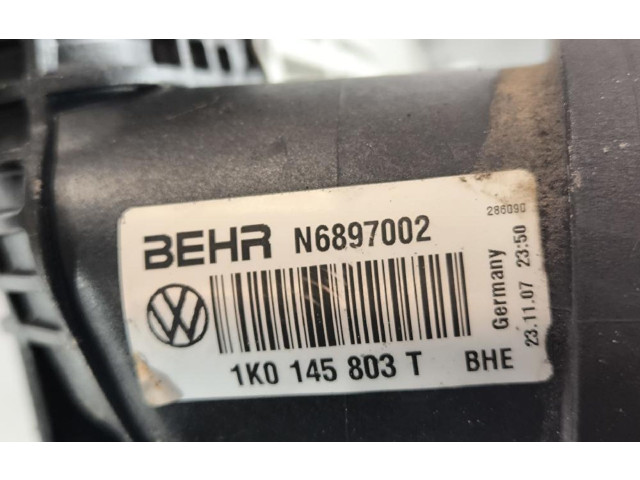 BEHR N6897002
286090
1K0 145 803 T BHE
Germany
23.11.07 23:50